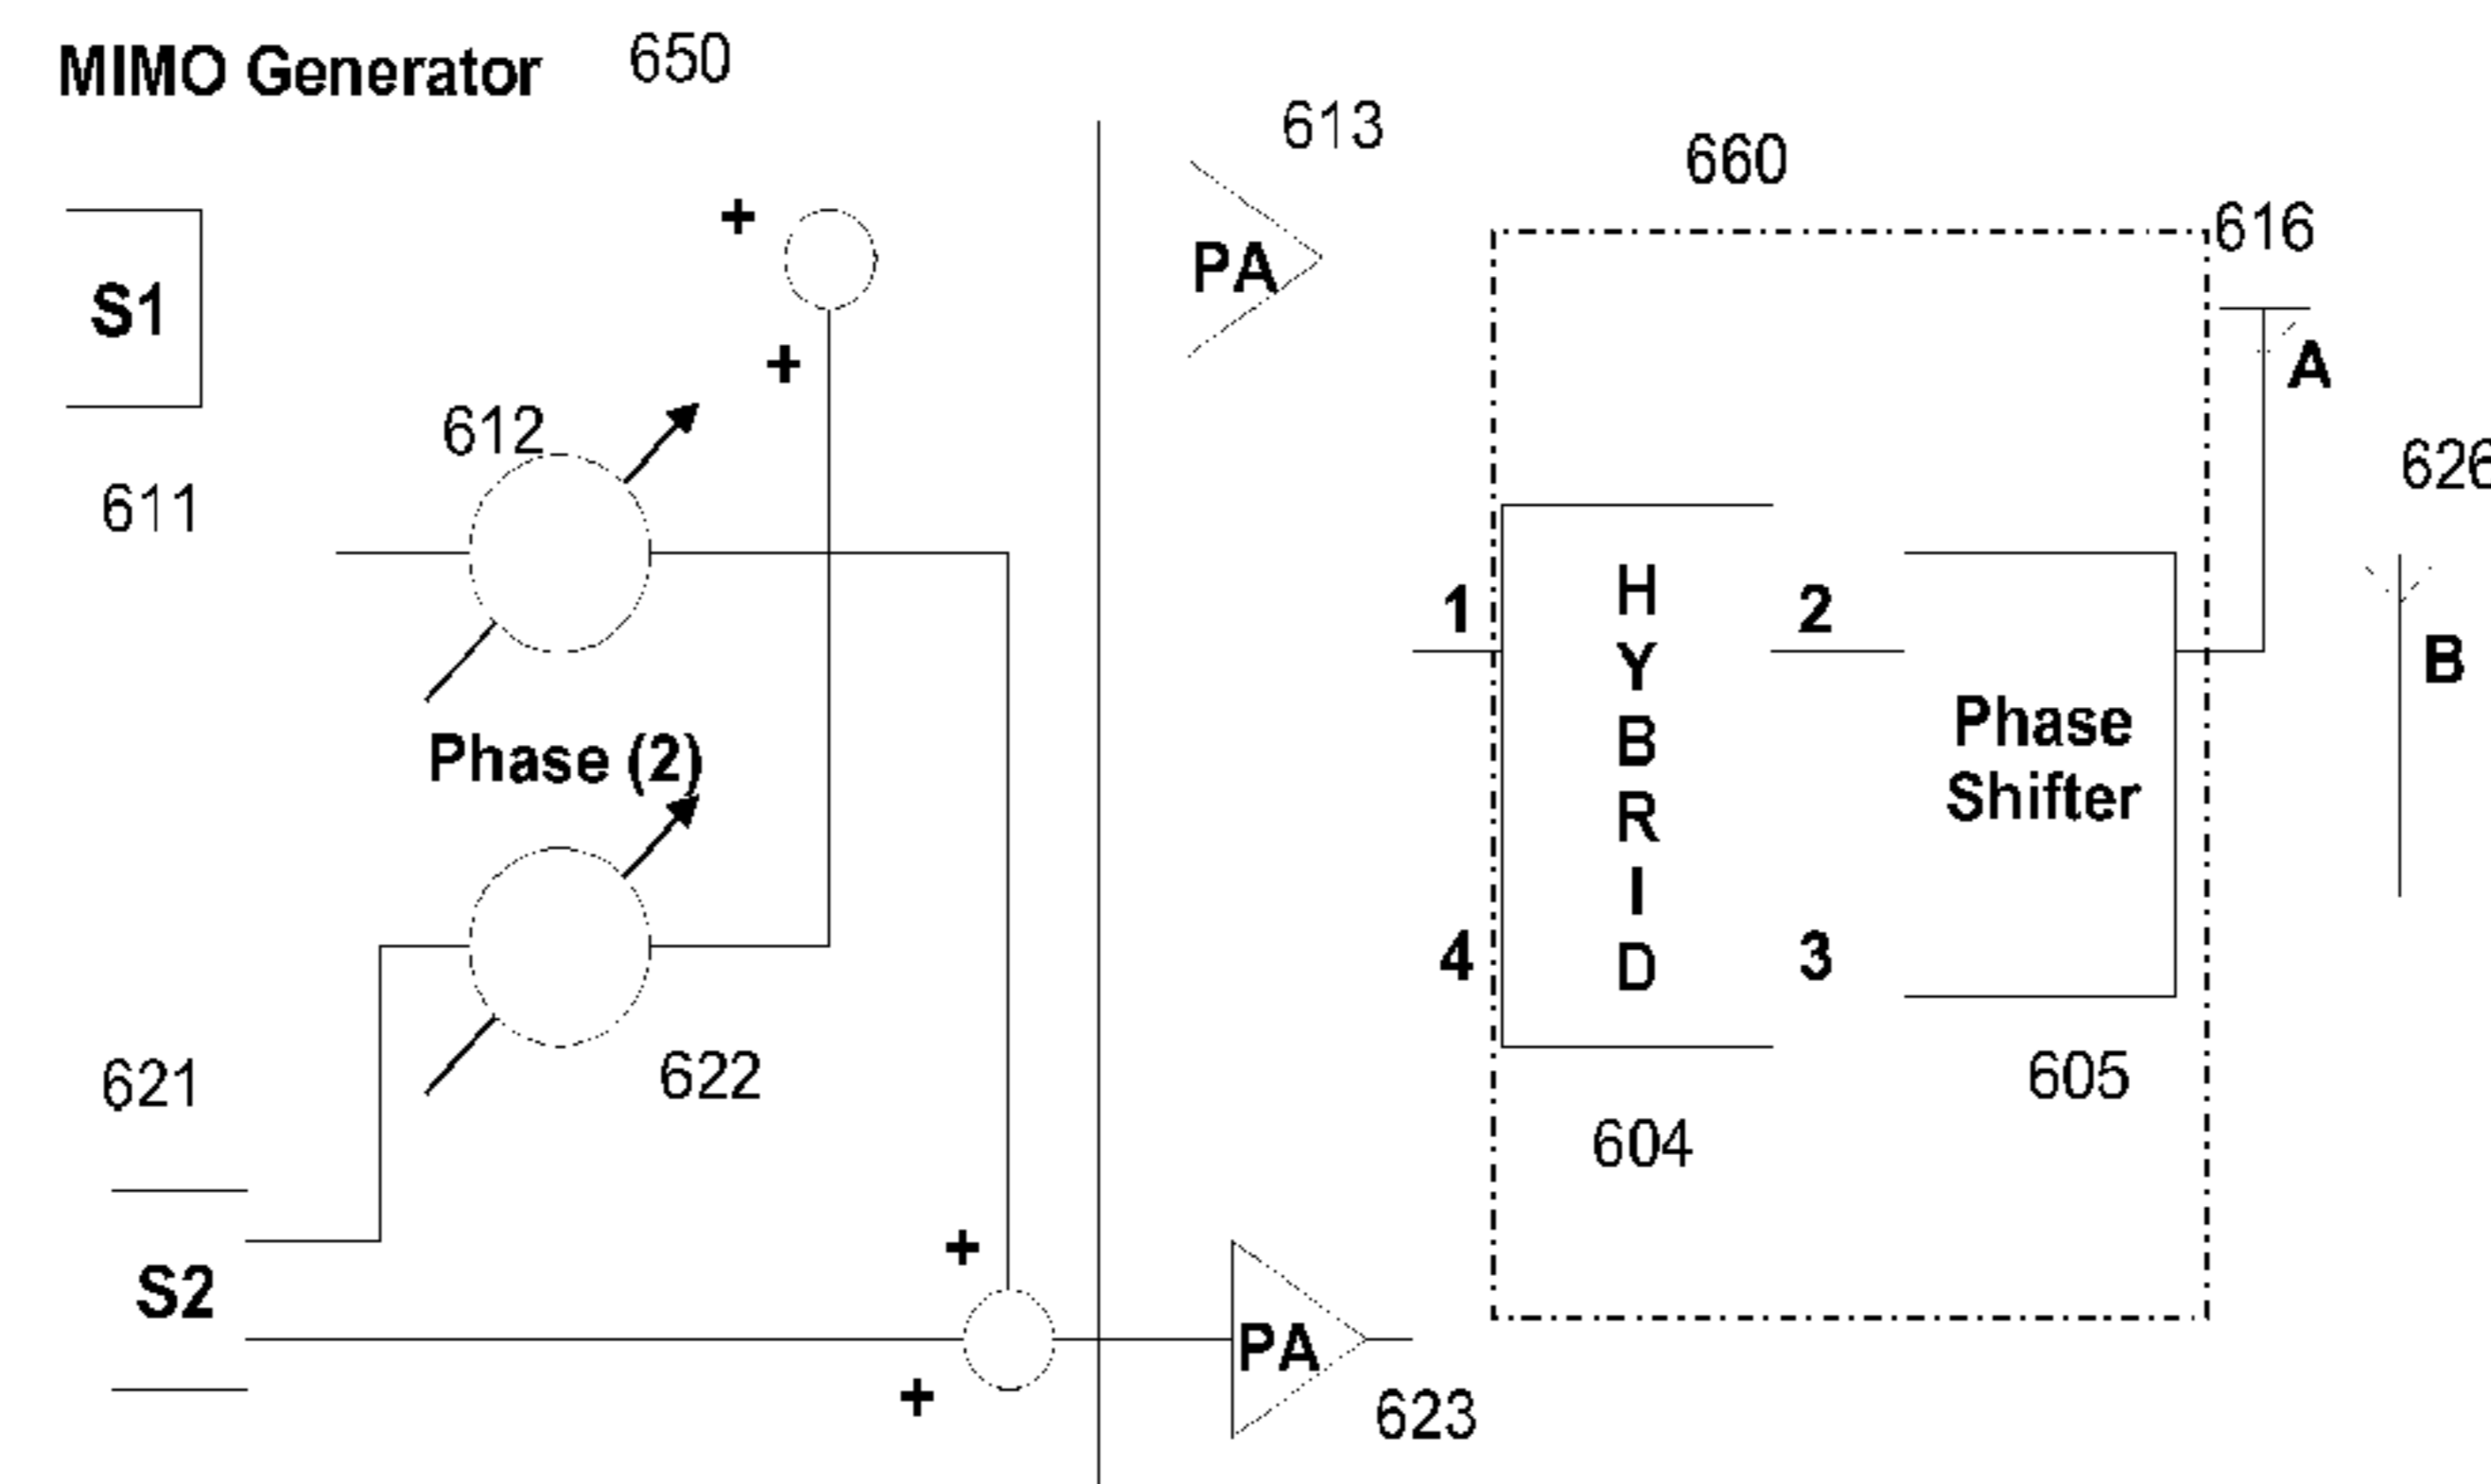 MIMO Generator 650
613
660
616
+
PA
S1
+
A
612
626
611
1
HYBRID
2
B
Phase (2)
Phase
Shifter
4
3
621
622
605
604
+
S2
PA
+
623